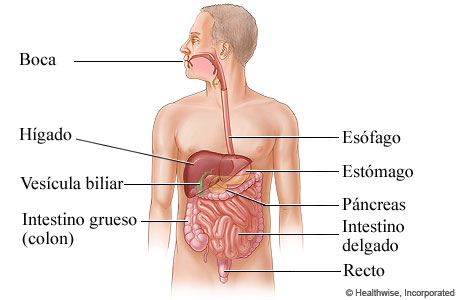 Boca
Hígado
Vesícula biliar
Intestino grueso
(colon)
Esófago
Estómago
Páncreas
Intestino
delgado
Recto
© Healthwise, Incorporated